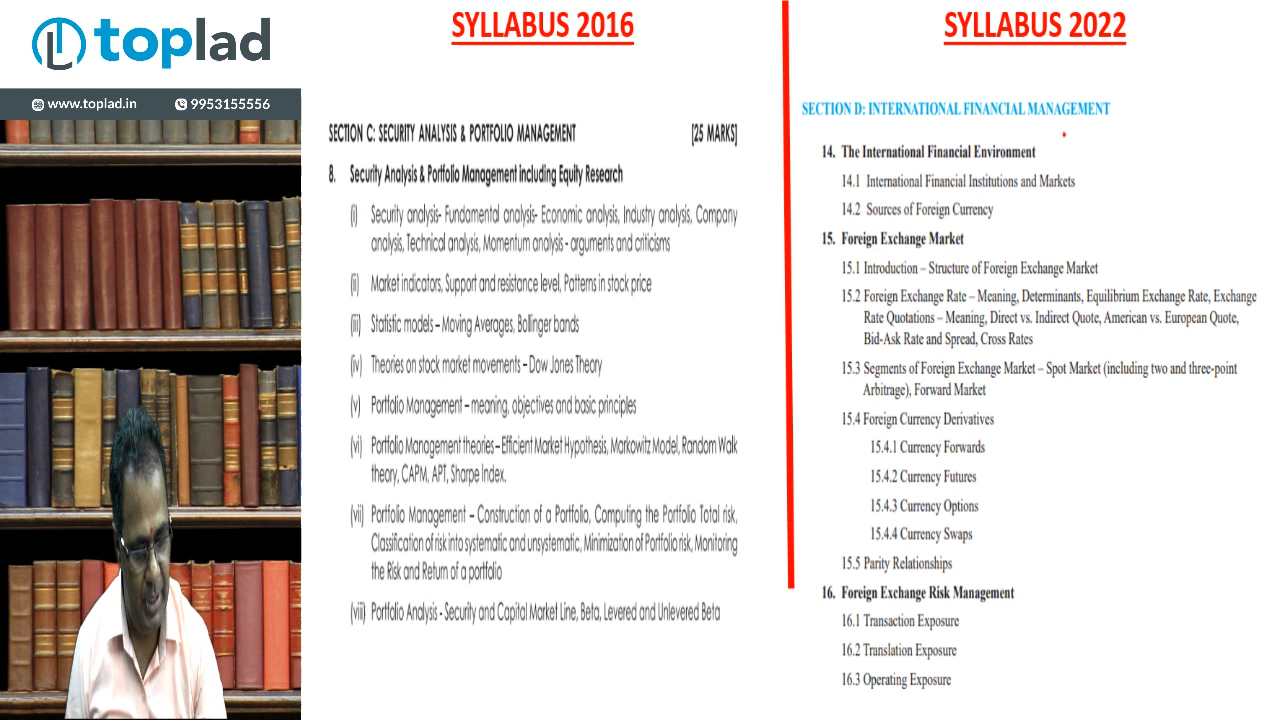 toplad
www.toplad.in 9953155556
SYLLABUS 2016
SECTION C: SECURITY ANALYSIS & PORTFOLIO MANAGEMENT [25 MARKS]
8. Security Analysis & Portfolio Management including Equity Research
(i) Security analysis- Fundamental analysis- Economic analysis, Industry analysis, Company
analysis, Technical analysis, Momentum analysis - arguments and criticisms
(ii) Market indicators, Support and resistance level, Patterns in stock price
(iii) Statistic models – Moving Averages, Bollinger bands
(iv) Theories on stock market movements – Dow Jones Theory
(v) Portfolio Management – meaning, objectives and basic principles
(vi) Portfolio Management theories – Efficient Market Hypothesis, Markowitz Model, Random Walk
theory, CAPM, APT, Sharpe Index.
(vii) Portfolio Management – Construction of a Portfolio, Computing the Portfolio Total risk,
Classification of risk into systematic and unsystematic, Minimization of Portfolio risk, Monitoring
the Risk and Return of a portfolio
(viii) Portfolio Analysis - Security and Capital Market Line, Beta, Levered and Unlevered Beta
SYLLABUS 2022
SECTION D: INTERNATIONAL FINANCIAL MANAGEMENT
14. The International Financial Environment
14.1 International Financial Institutions and Markets
14.2 Sources of Foreign Currency
15. Foreign Exchange Market
15.1 Introduction – Structure of Foreign Exchange Market
15.2 Foreign Exchange Rate – Meaning, Determinants, Equilibrium Exchange Rate, Exchange
Rate Quotations – Meaning, Direct vs. Indirect Quote, American vs. European Quote,
Bid-Ask Rate and Spread, Cross Rates
15.3 Segments of Foreign Exchange Market – Spot Market (including two and three-point
Arbitrage), Forward Market
15.4 Foreign Currency Derivatives
15.4.1 Currency Forwards
15.4.2 Currency Futures
15.4.3 Currency Options
15.4.4 Currency Swaps
15.5 Parity Relationships
16. Foreign Exchange Risk Management
16.1 Transaction Exposure
16.2 Translation Exposure
16.3 Operating Exposure